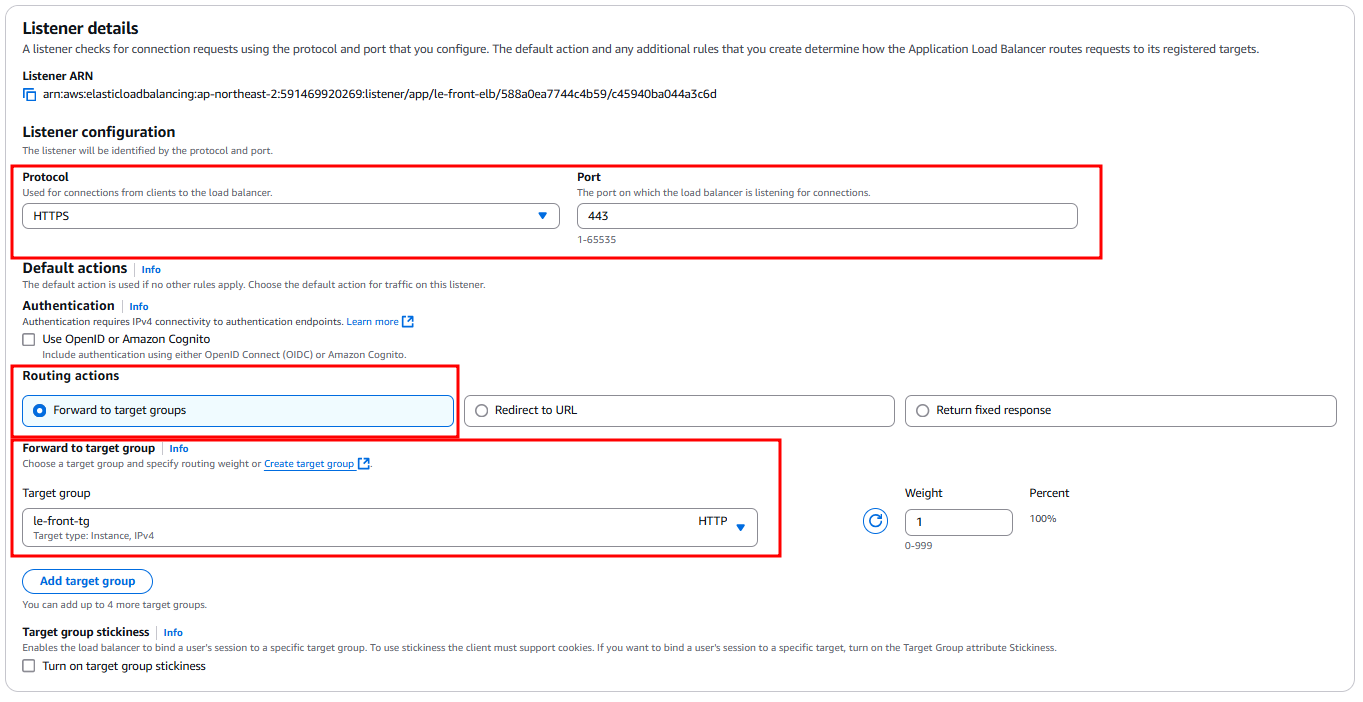 Listener details
A listener checks for connection requests using the protocol and port that you configure. The default action and any additional rules that you create determine how the Application Load Balancer routes requests to its registered targets.
Listener ARN
arn:aws:elasticloadbalancing:ap-northeast-2:591469920269:listener/app/le-front-elb/588a0ea7744c4b59/c45940ba044a3c6d
Listener configuration
The listener will be identified by the protocol and port.
Protocol
Used for connections from clients to the load balancer.
HTTPS
Port
The port on which the load balancer is listening for connections.
443
1-65535
Default actions Info
The default action is used if no other rules apply. Choose the default action for traffic on this listener.
Authentication Info
Authentication requires IPv4 connectivity to authentication endpoints. Learn more
Use OpenID or Amazon Cognito
Include authentication using either OpenID Connect (OIDC) or Amazon Cognito.
Routing actions
Forward to target groups
Redirect to URL
Return fixed response
Forward to target group Info
Choose a target group and specify routing weight or Create target group.
Target group
le-front-tg
Target type: Instance, IPv4
HTTP
Weight
1
0-999
Percent
100%
Add target group
You can add up to 4 more target groups.
Target group stickiness Info
Enables the load balancer to bind a user's session to a specific target group. To use stickiness the client must support cookies. If you want to bind a user's session to a specific target, turn on the Target Group attribute Stickiness.
Turn on target group stickiness